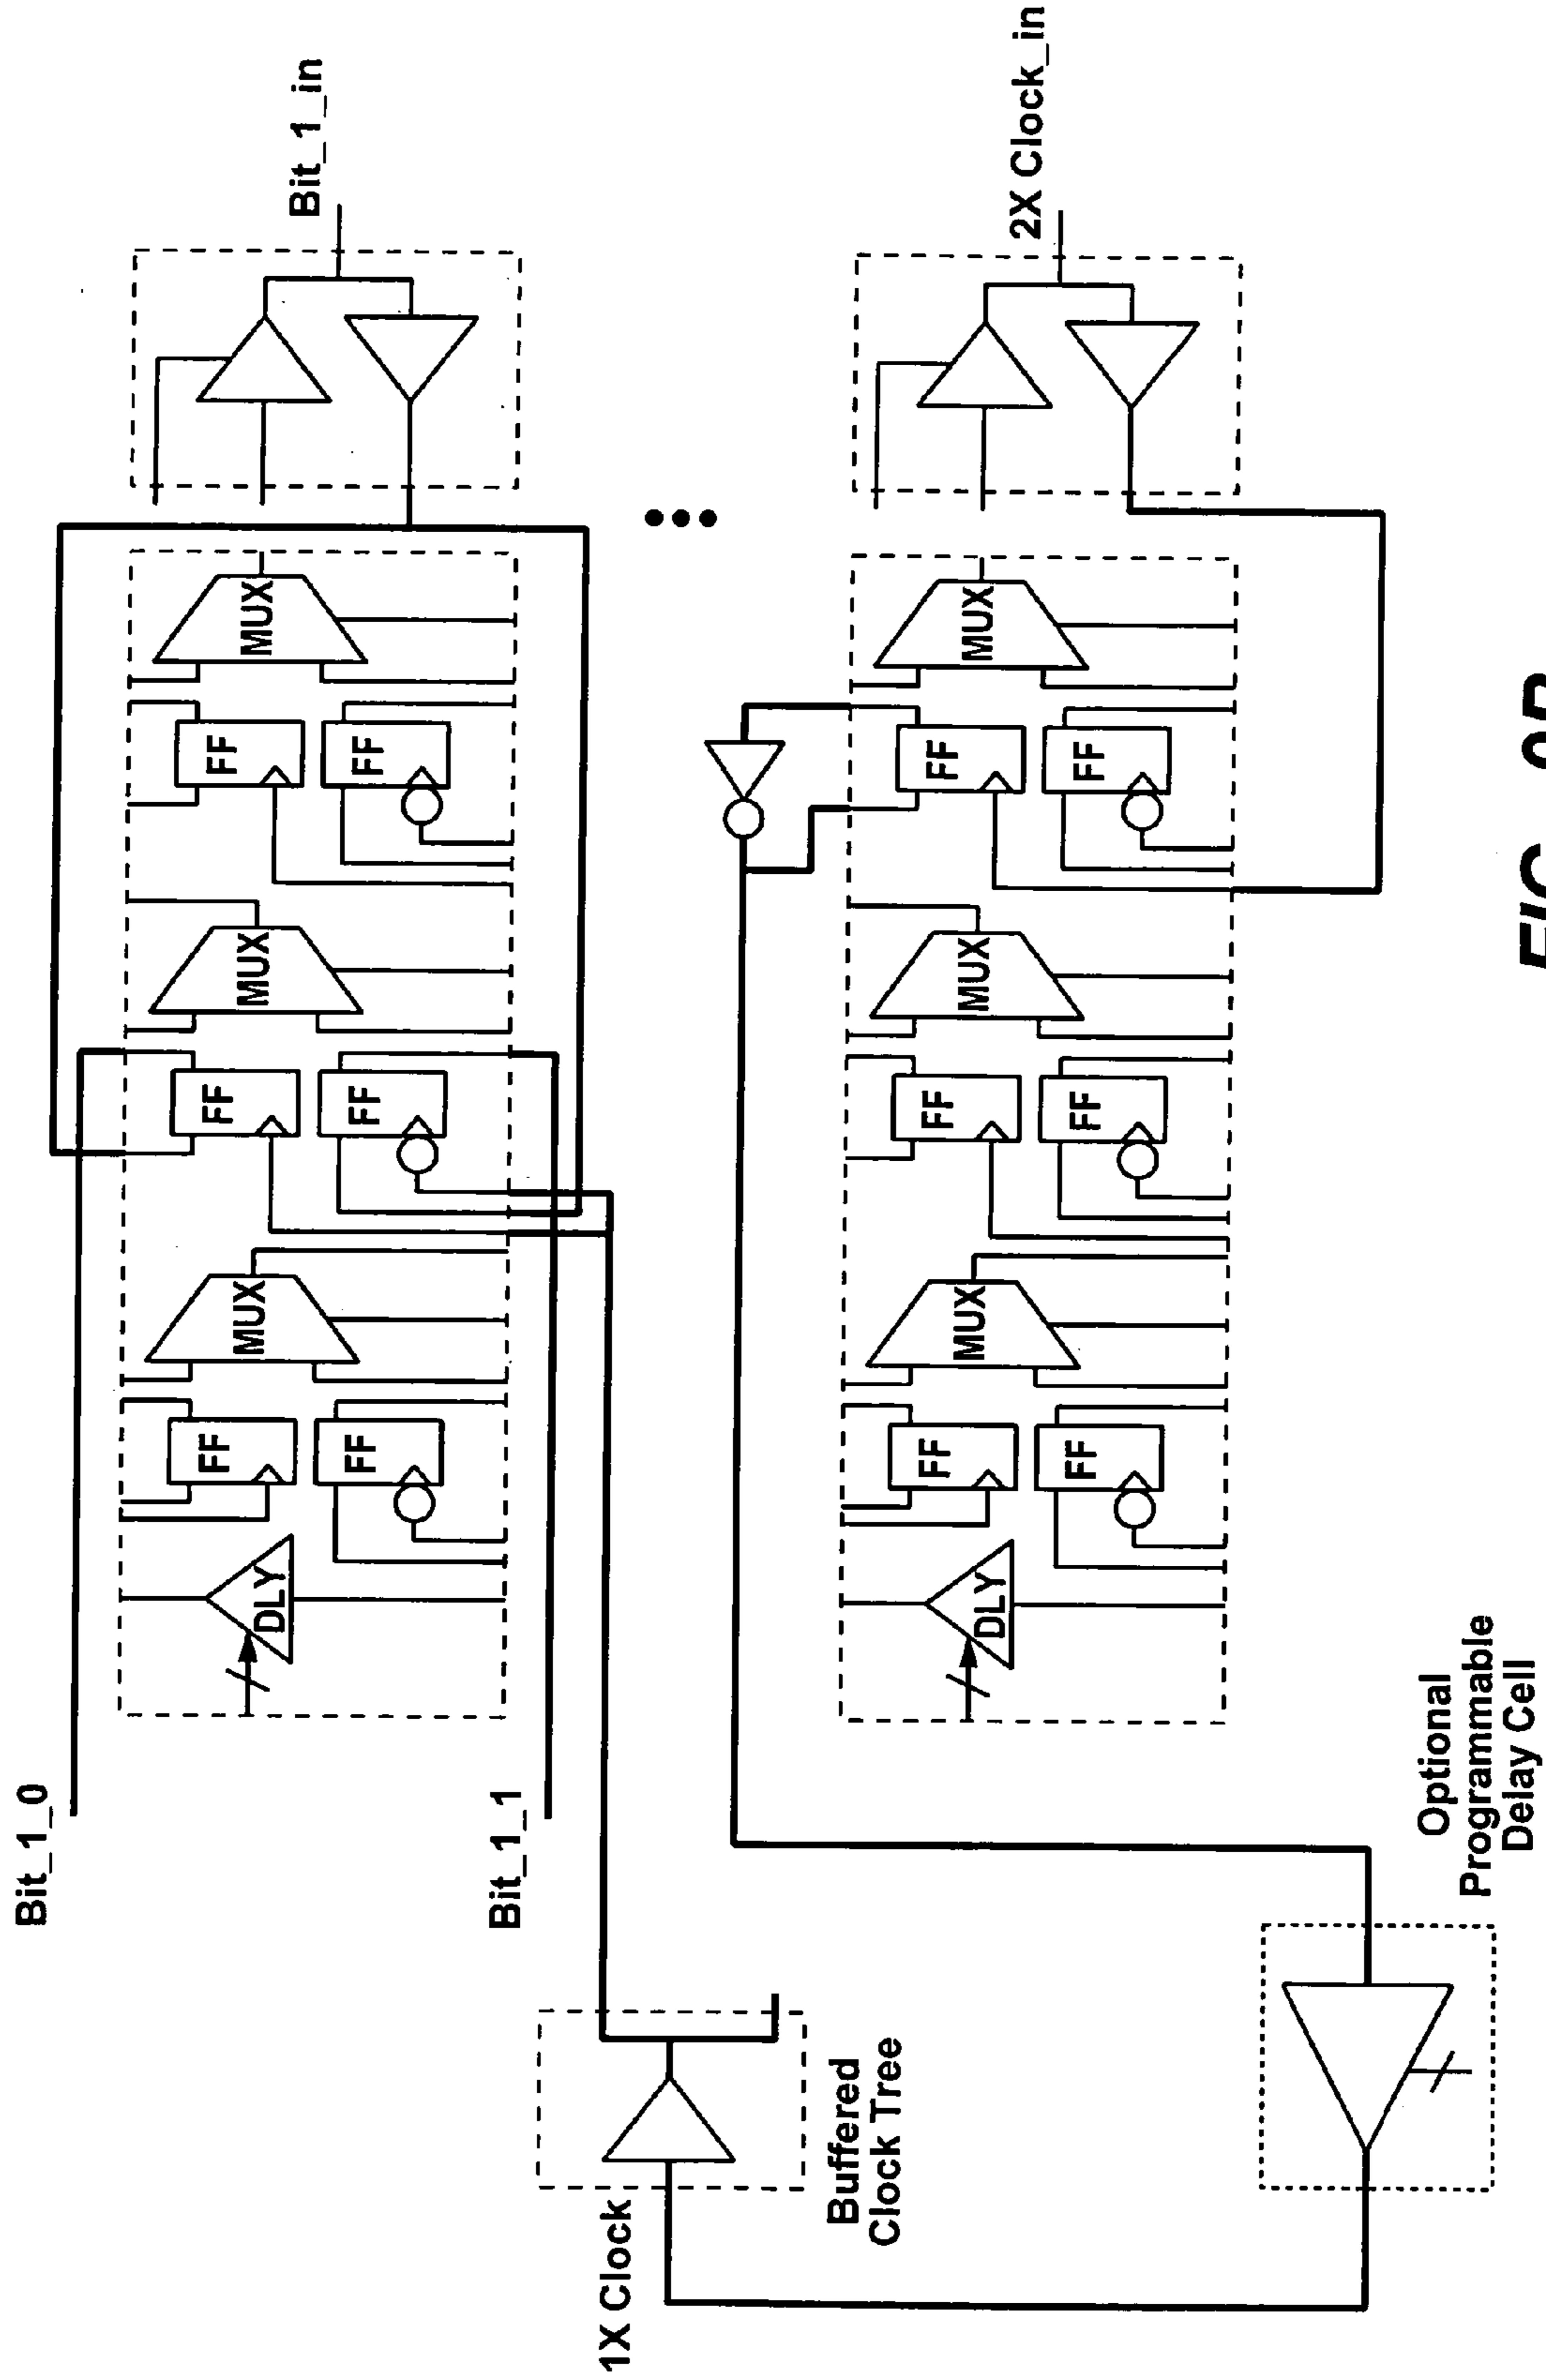 Bit_1_0
FF
FF
FF
DLY
MUX
MUX
MUX
Bit_1_in
FF
FF
FF
Bit_1_1
1X Clock
Buffered
Clock Tree
FF
FF
FF
DLY
MUX
MUX
MUX
2X Clock_in
FF
FF
FF
Optional
Programmable
Delay Cell